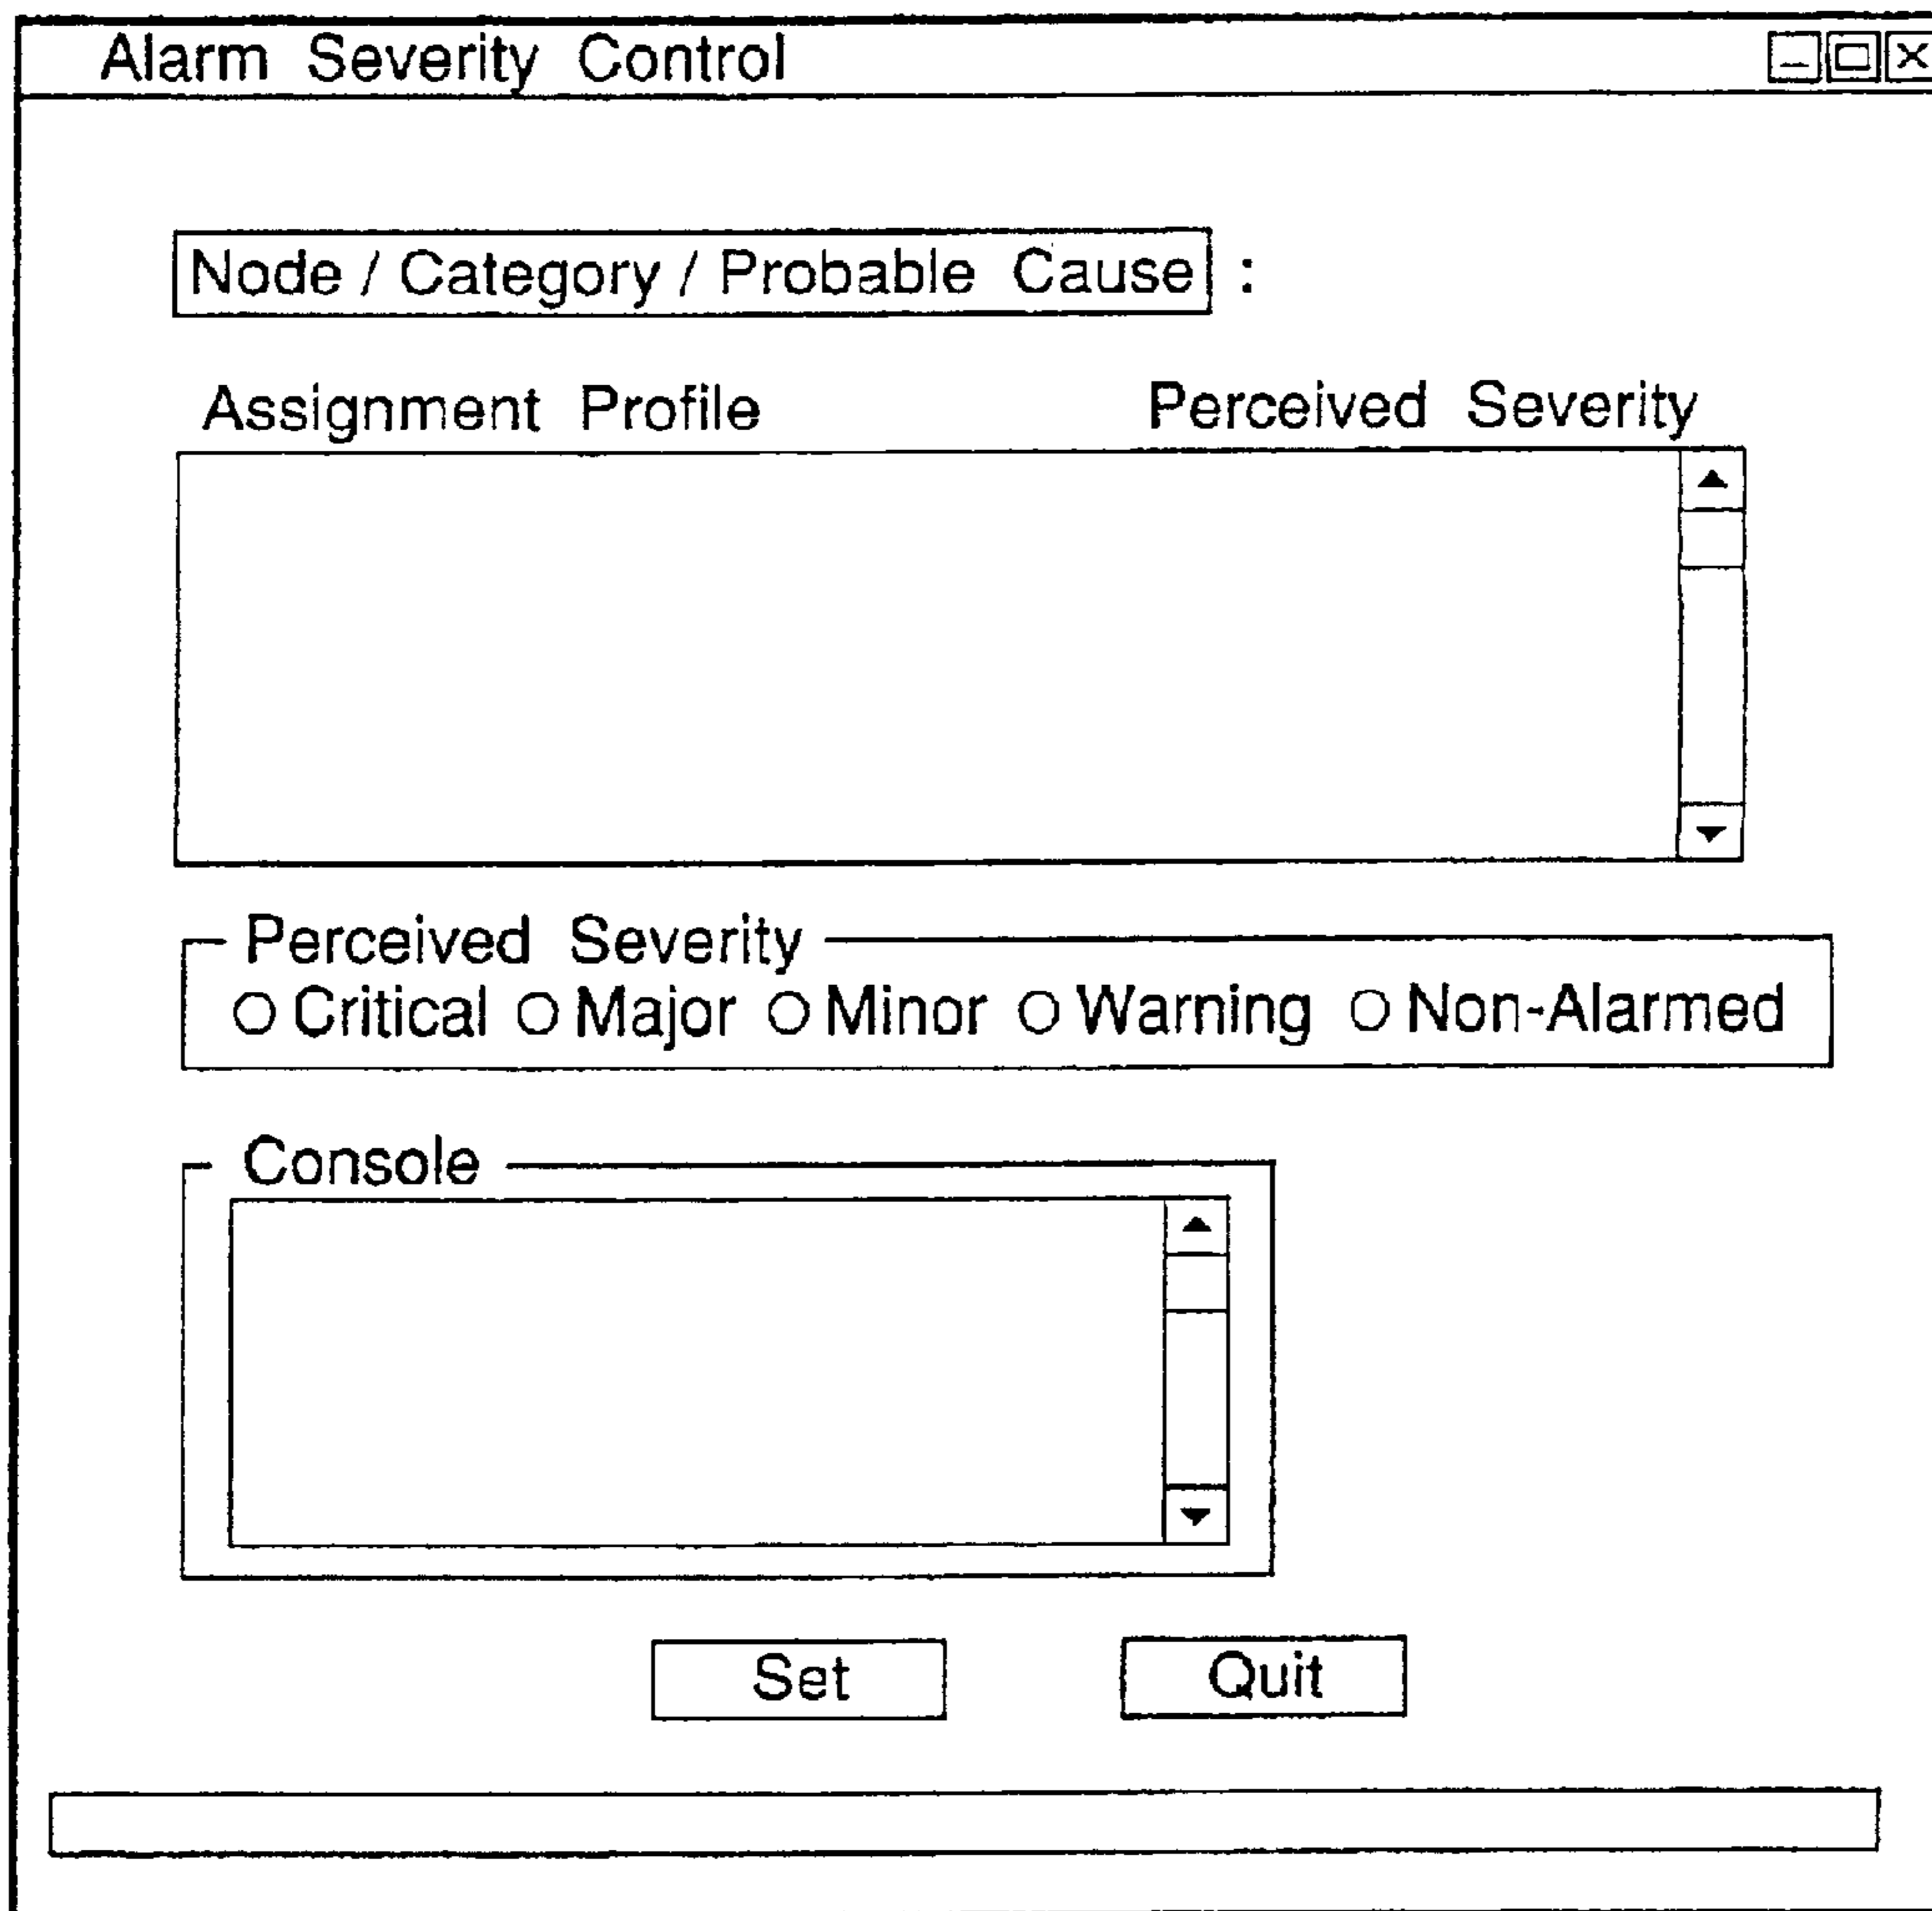 Alarm Severity Control
Node / Category / Probable Cause :
Assignment Profile Perceived Severity
Perceived Severity
Critical Major Minor Warning Non-Alarmed
Console
Set Quit